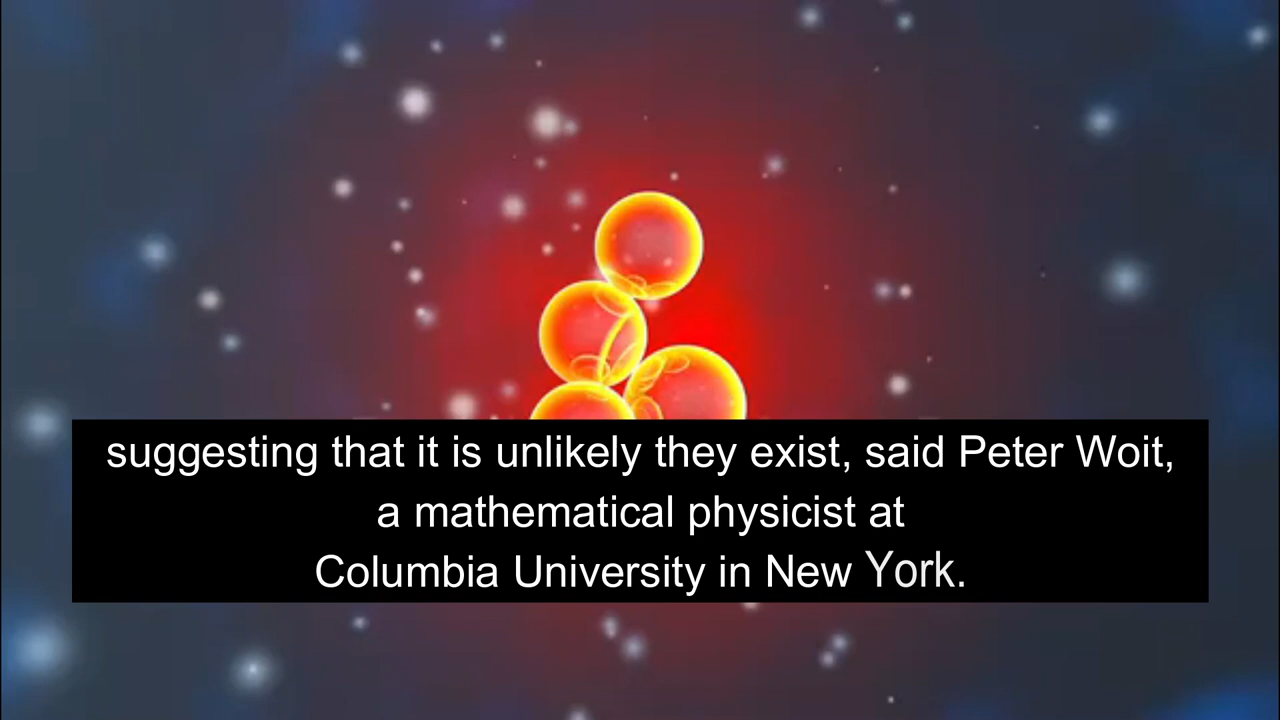 suggesting that it is unlikely they exist, said Peter Woit,
a mathematical physicist at
Columbia University in New York.